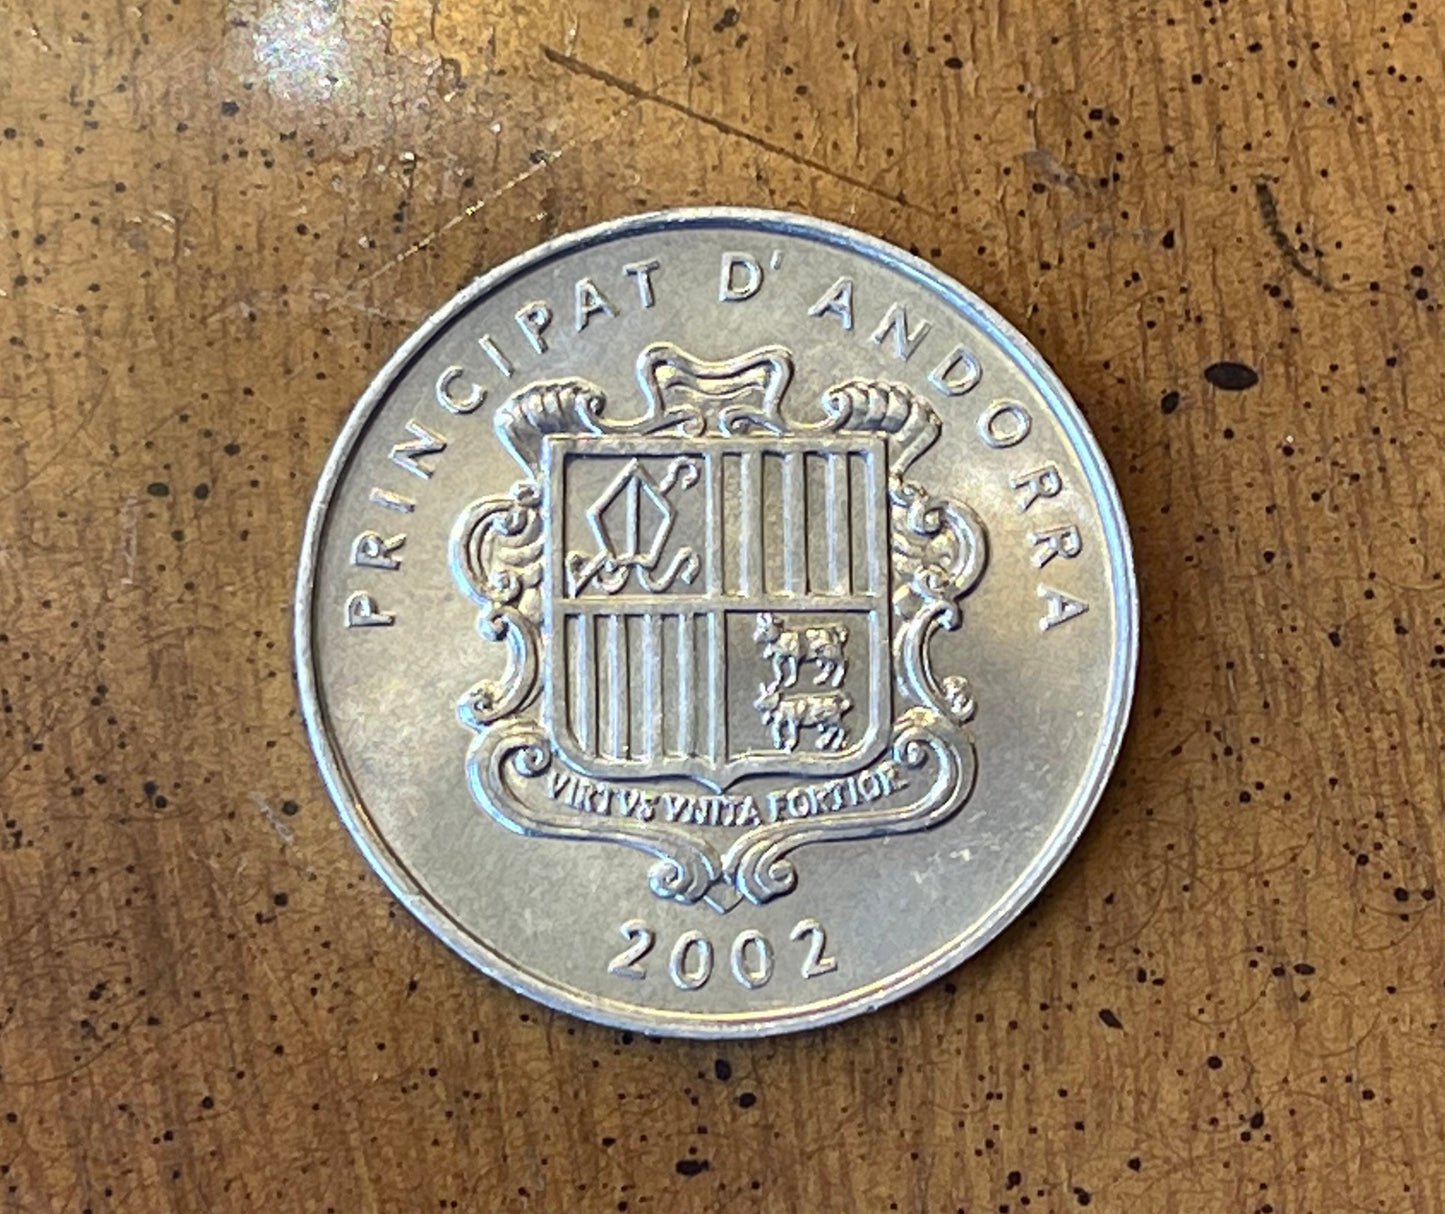 PRINCIPAT D'ANDORRA
VIRTVS VNITA FORTIOR
2002